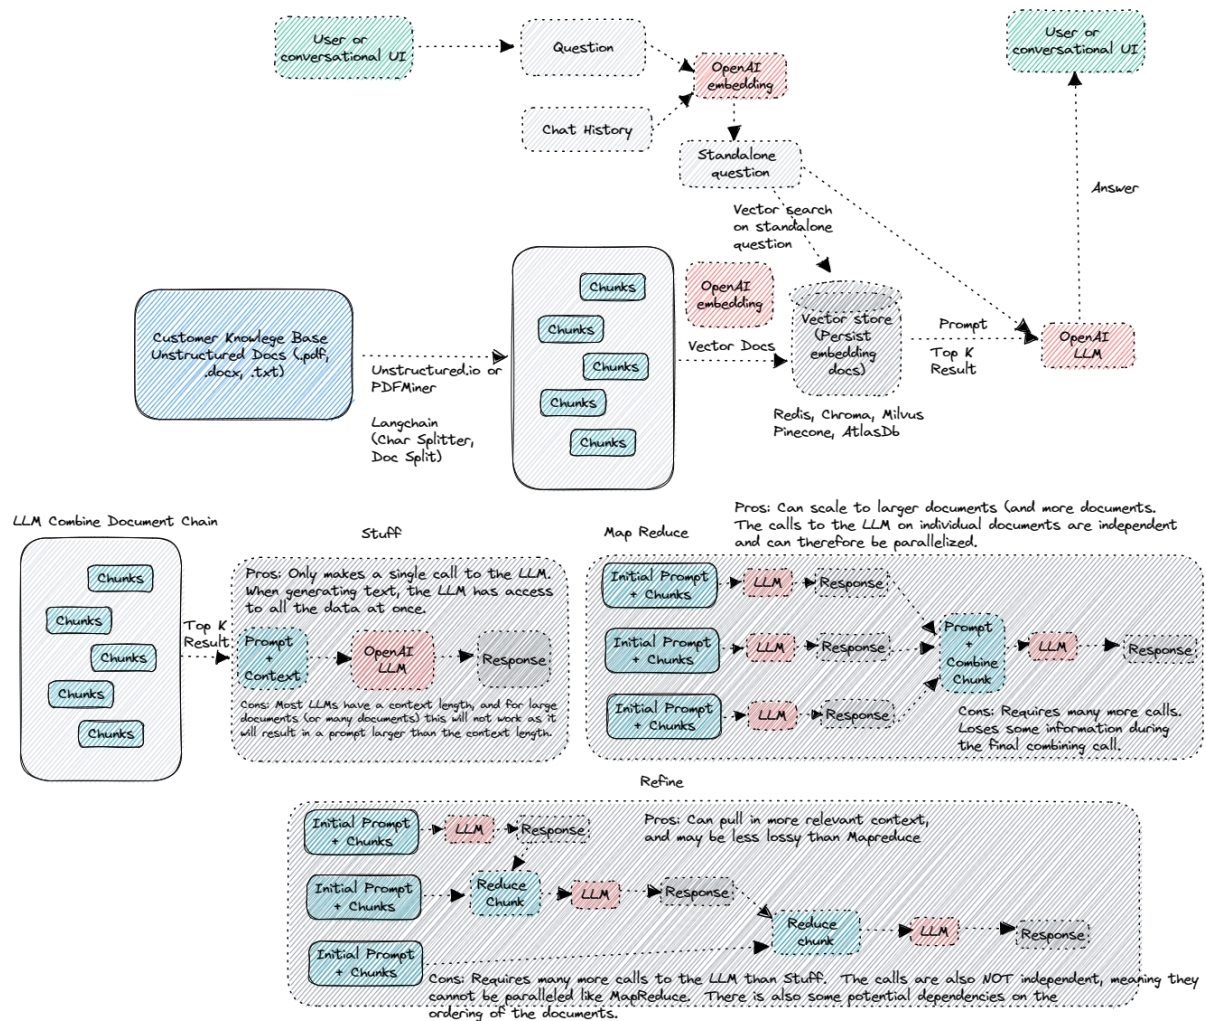 User or
conversational UI
Question
OpenAI
embedding
User or
conversational UI
Chat History
Standalone
question
Answer
Vector search
on standalone
question
Chunks
Chunks
Chunks
Chunks
Chunks
OpenAI
embedding
Customer Knowlege Base
Unstructured Docs (.pdf,
.docx, .txt)
Unstructured.io or
PDFMiner
Langchain
(Char Splitter,
Doc Split)
Vector Docs
Vector store
(Persist
embedding
docs)
Prompt
Top K
Result
OpenAI
LLM
Redis, Chroma, Milvus
Pinecone, AtlasDb
LLM Combine Document Chain
Chunks
Chunks
Chunks
Chunks
Chunks
Top K
Result
Stuff
Pros: Only makes a single call to the LLM.
When generating text, the LLM has access
to all the data at once.
Prompt
+
Context
OpenAI
LLM
Response
Cons: Most LLMs have a context length, and for large
documents (or many documents) this will not work as it
will result in a prompt larger than the context length.
Map Reduce
Pros: Can scale to larger documents (and more documents.
The calls to the LLM on individual documents are independent
and can therefore be parallelized.
Initial Prompt
+ Chunks
LLM
Response
Initial Prompt
+ Chunks
LLM
Response
Initial Prompt
+ Chunks
LLM
Response
Prompt
+
Combine
Chunk
LLM
Response
Cons: Requires many more calls.
Loses some information during
the final combining call.
Refine
Initial Prompt
+ Chunks
LLM
Response
Pros: Can pull in more relevant context,
and may be less lossy than Mapreduce
Initial Prompt
+ Chunks
Reduce
Chunk
LLM
Response
Initial Prompt
+ Chunks
Reduce
chunk
LLM
Response
Cons: Requires many more calls to the LLM than Stuff. The calls are also NOT independent, meaning they
cannot be paralleled like MapReduce. There is also some potential dependencies on the
ordering of the documents.